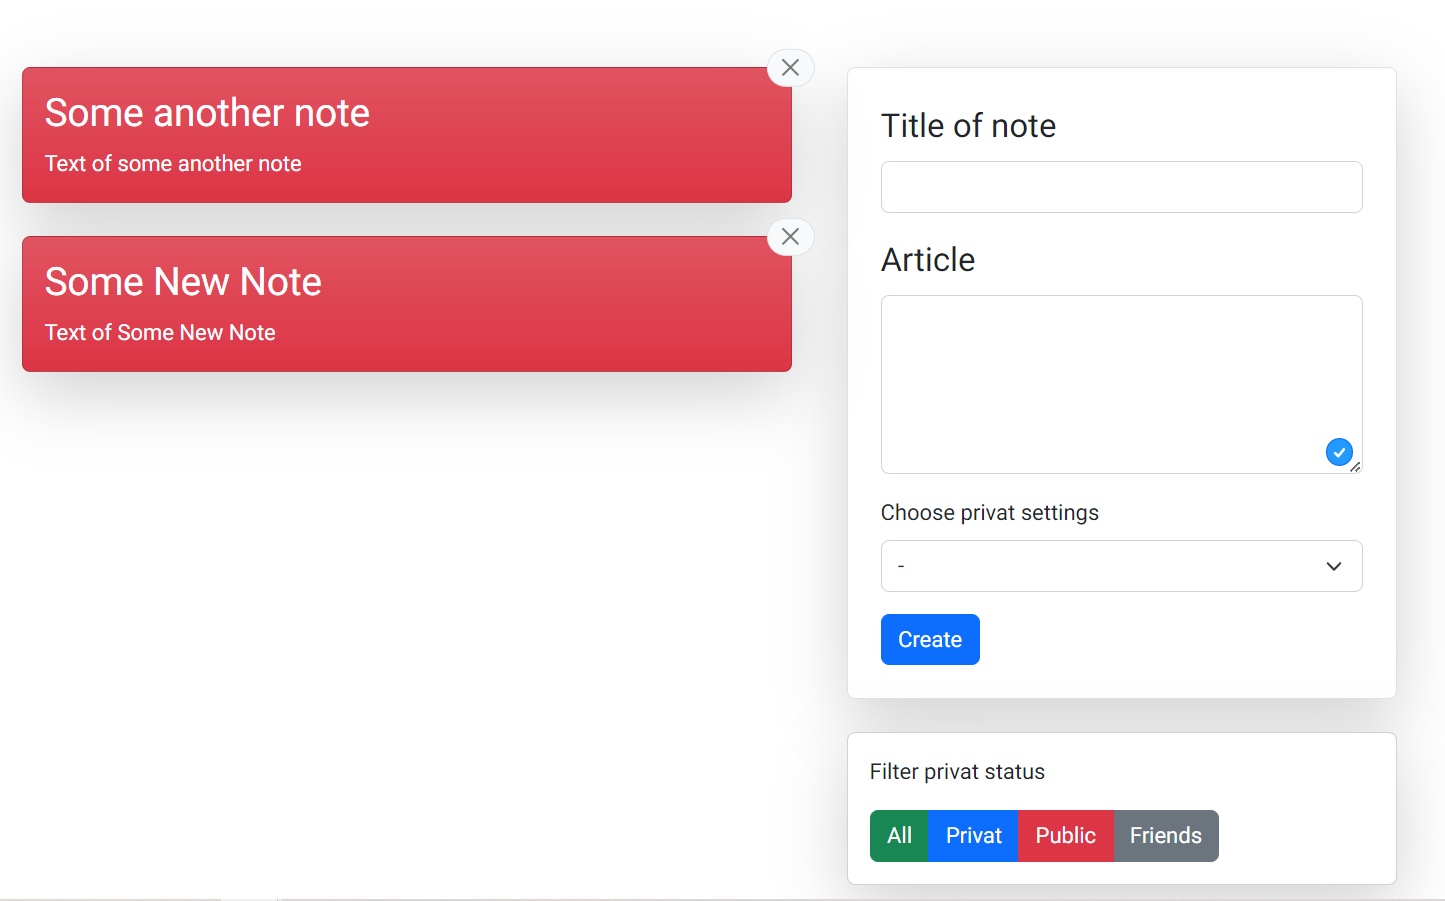 Some another note
Text of some another note
Some New Note
Text of Some New Note
Title of note
Article
Choose privat settings
-
Create
Filter privat status
All Privat Public Friends